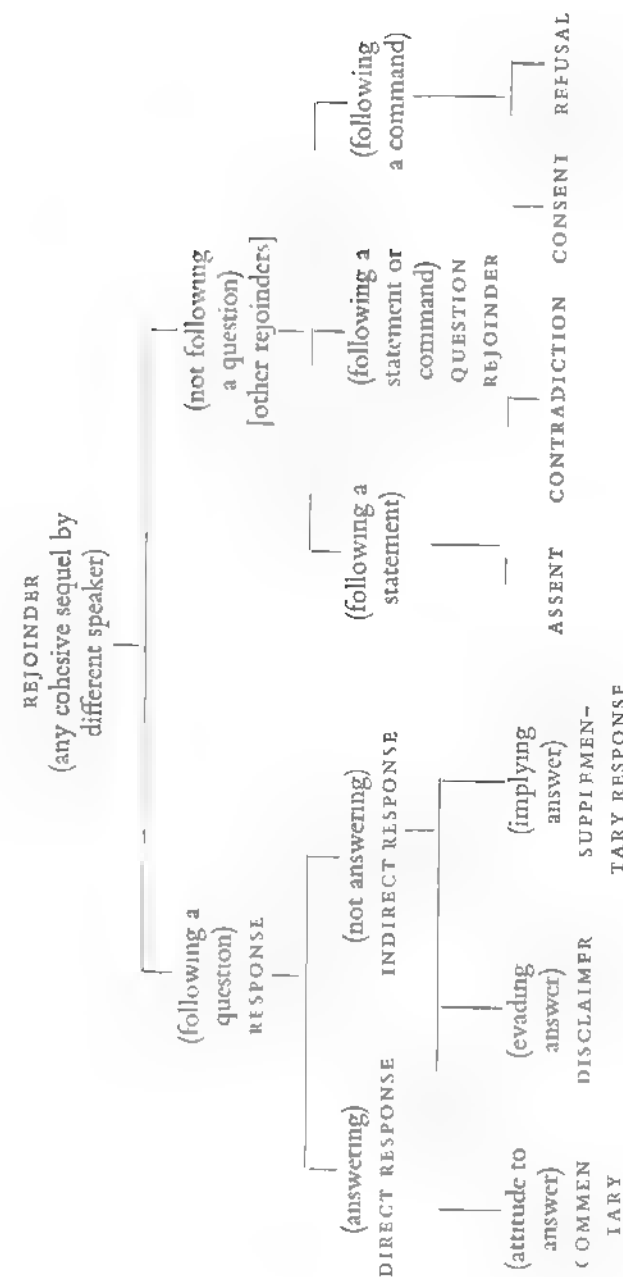 REJOINDER
(any cohesive sequel by
different speaker)
(following a
question)
RESPONSE
(not following
a question)
[other rejoinders]
(answering)
DIRECT RESPONSE
(not answering)
INDIRECT RESPONSE
(following a
statement)
(following a
statement or
command)
QUESTION
REJOINDER
(following
a command)
(attitude to
answer)
COMMEN
TARY
(evading
answer)
DISCLAIMER
(implying
answer)
SUPPLEMEN-
TARY RESPONSE
ASSENT
CONTRADICTION
CONSENT
REFUSAL